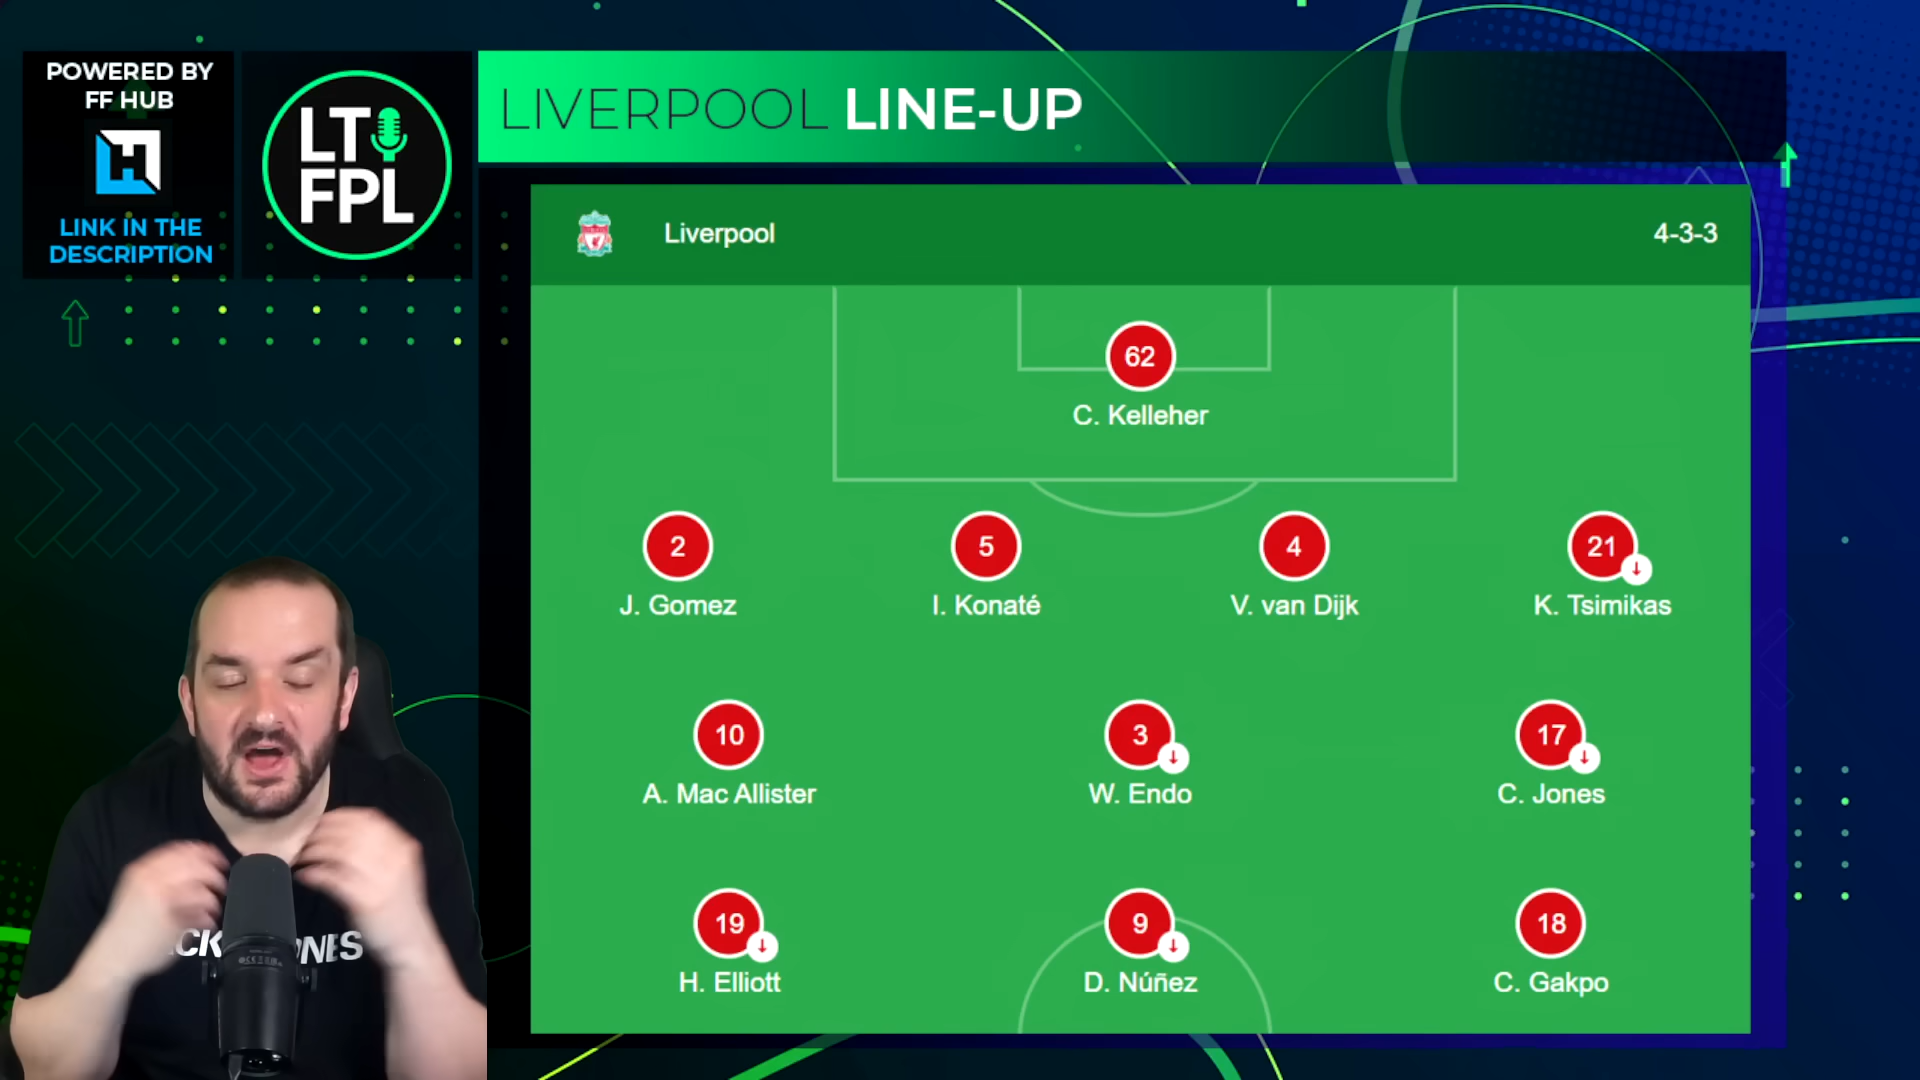 POWERED BY
FF HUB
LINK IN THE
DESCRIPTION
LT
FPL
LIVERPOOL LINE-UP
Liverpool
4-3-3
62
C. Kelleher
2
5
4
21
J. Gomez
I. Konaté
V. van Dijk
K. Tsimikas
10
3
17
A. Mac Allister
W. Endo
C. Jones
19
9
18
H. Elliott
D. Núñez
C. Gakpo